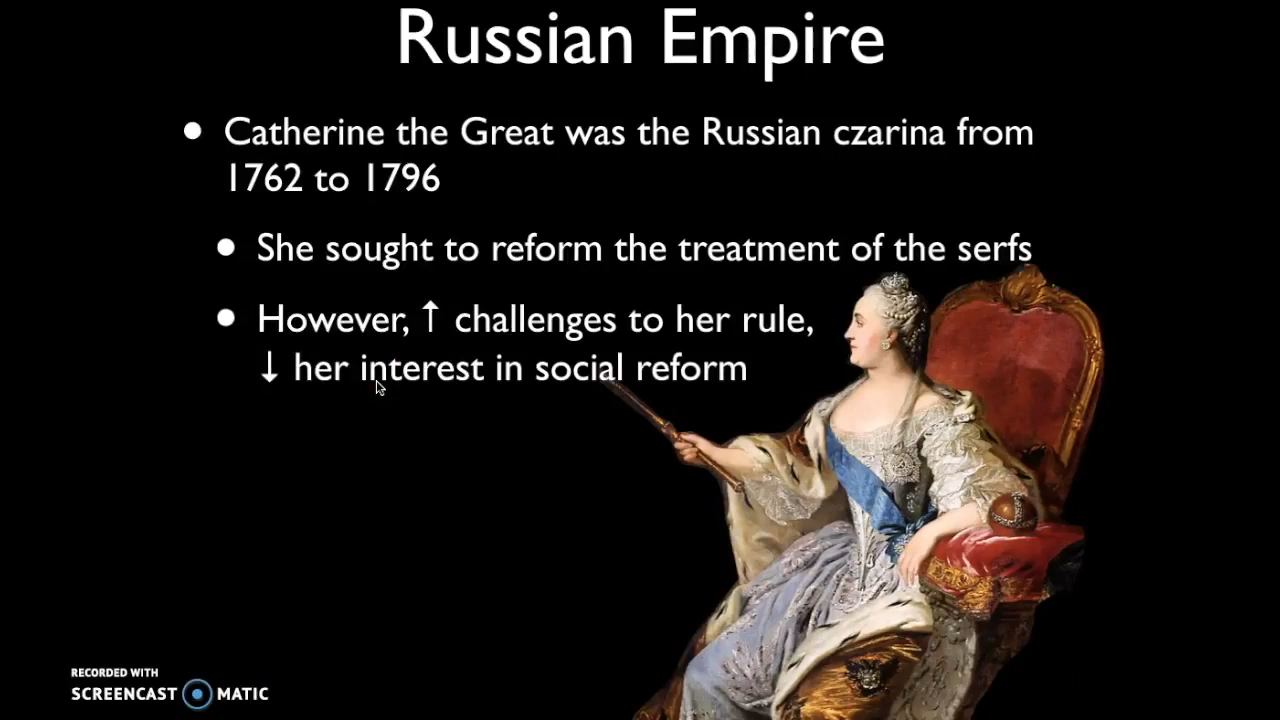 Russian Empire
• Catherine the Great was the Russian czarina from
1762 to 1796
• She sought to reform the treatment of the serfs
• However, ↑ challenges to her rule,
↓ her interest in social reform
RECORDED WITH
SCREENCAST MATIC